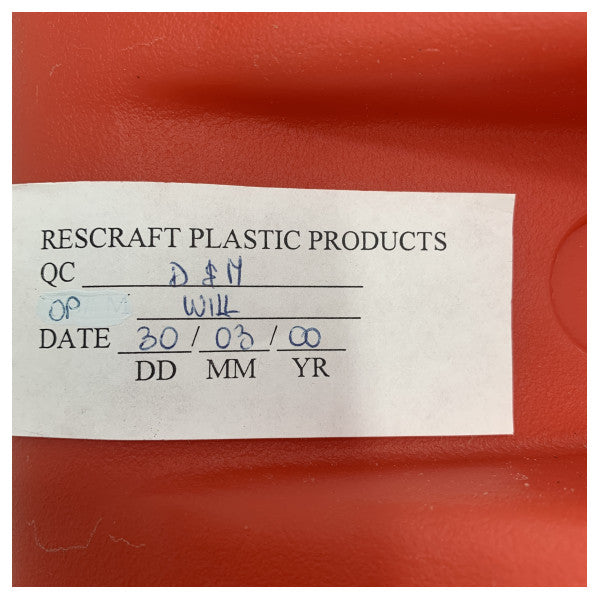 RESCRAFT PLASTIC PRODUCTS
QC D & M
OP WILL
DATE 30 / 03 / 00
DD MM YR